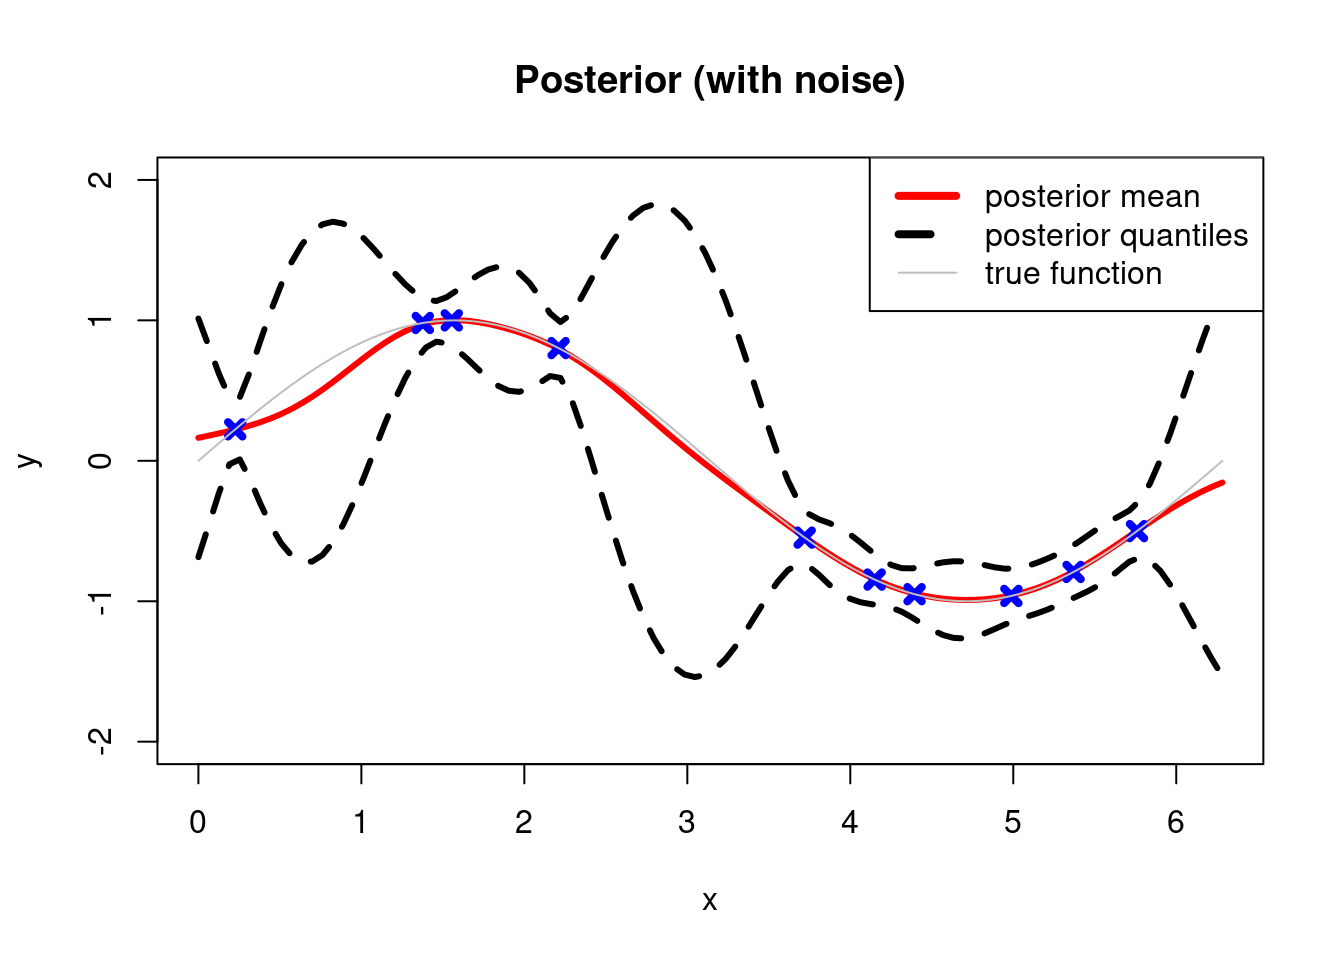 Posterior (with noise)
posterior mean
posterior quantiles
true function
y
2
1
0
-1
-2
0 1 2 3 4 5 6
x